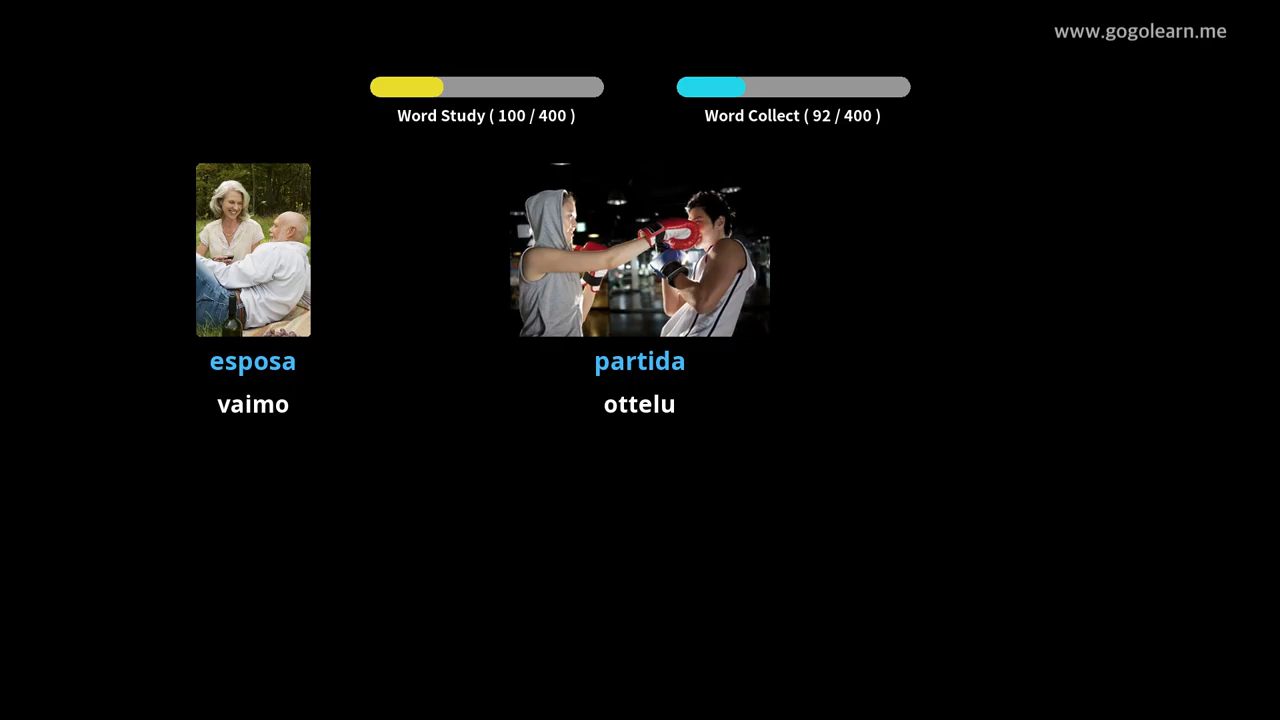 www.gogolearn.me
Word Study ( 100 / 400 )
Word Collect ( 92 / 400 )
esposa
partida
vaimo
ottelu